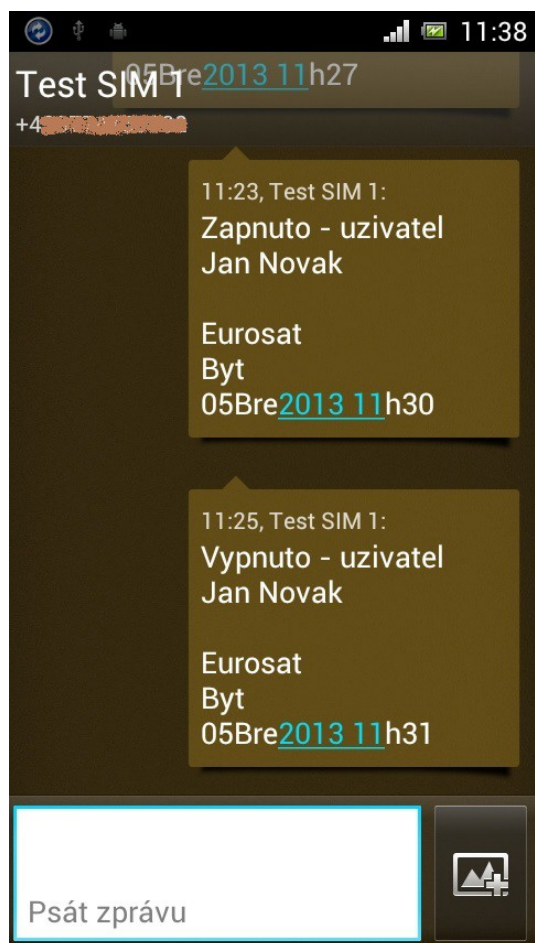 11:38
05Bre2013 11h27
Test SIM 1
+4
11:23, Test SIM 1:
Zapnuto - uzivatel
Jan Novak
Eurosat
Byt
05Bre2013 11h30
11:25, Test SIM 1:
Vypnuto - uzivatel
Jan Novak
Eurosat
Byt
05Bre2013 11h31
Psát zprávu